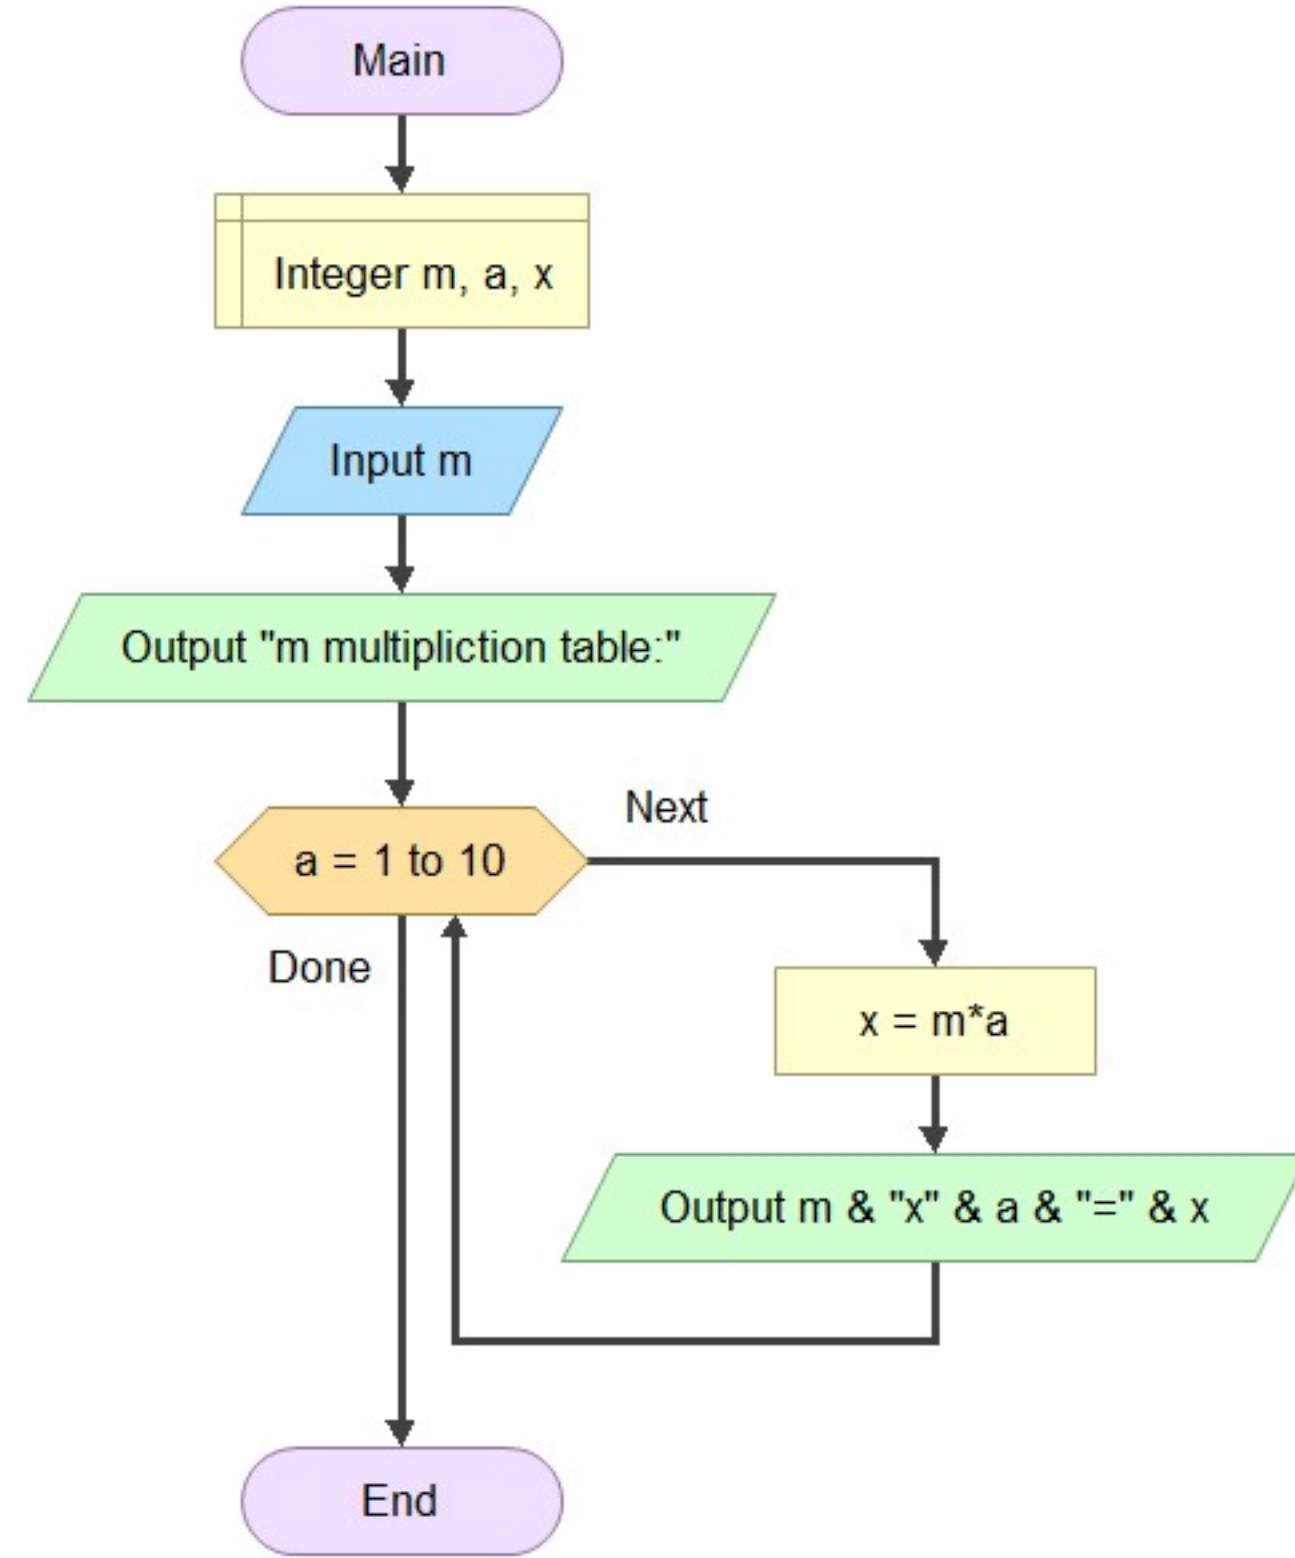 Main
Integer m, a, x
Input m
Output "m multipliction table:"
a = 1 to 10
Next
Done
x = m*a
Output m & "x" & a & "=" & x
End